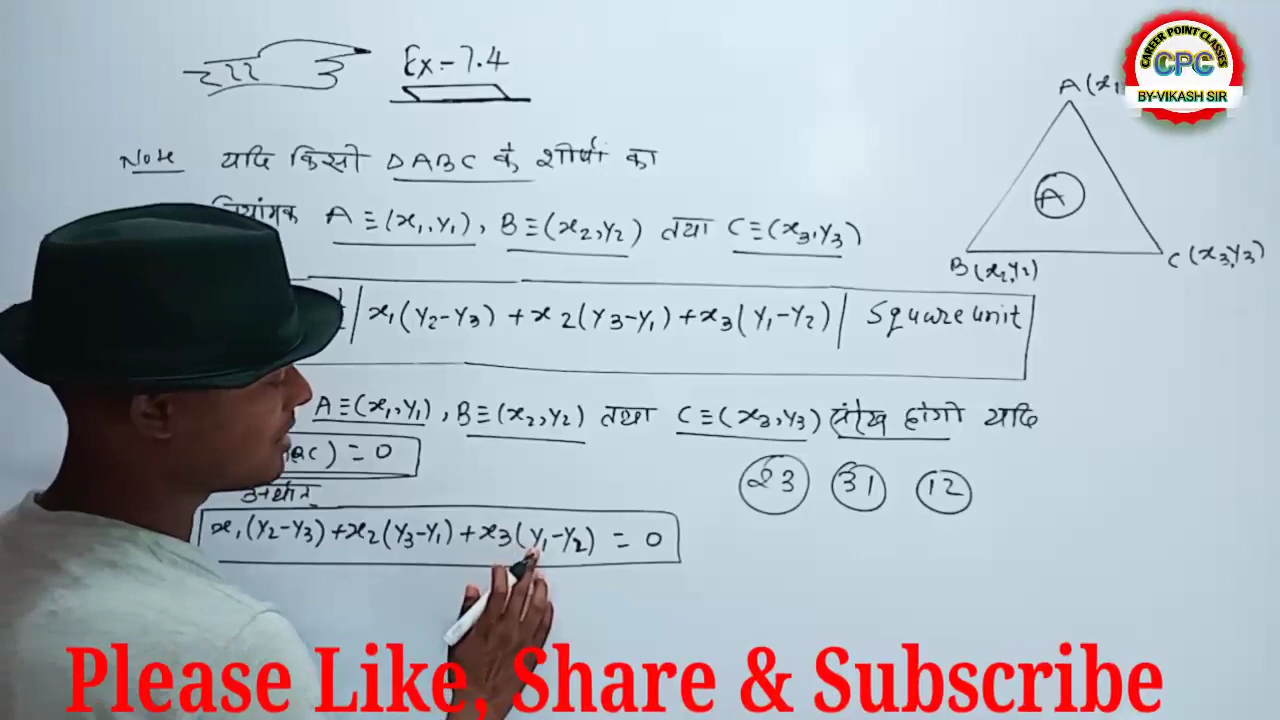 Ex-7.4
Note यदि किसी ΔABC के शीर्षों का
A ≡ (x₁, y₁), B ≡ (x₂, y₂) तथा C ≡ (x₃, y₃)
| x₁(y₂-y₃) + x₂(y₃-y₁) + x₃(y₁-y₂) | Square unit
A ≡ (x₁, y₁), B ≡ (x₂, y₂) तथा C ≡ (x₃, y₃) संरेख होंगी यदि
) = 0
अर्थात
x₁(y₂-y₃) + x₂(y₃-y₁) + x₃(y₁-y₂) = 0
23 31 12
A (x₁
A
B (x₂, y₂)
C (x₃, y₃)
CAREER POINT CLASSES
CPC
BY-VIKASH SIR
Please Like, Share & Subscribe